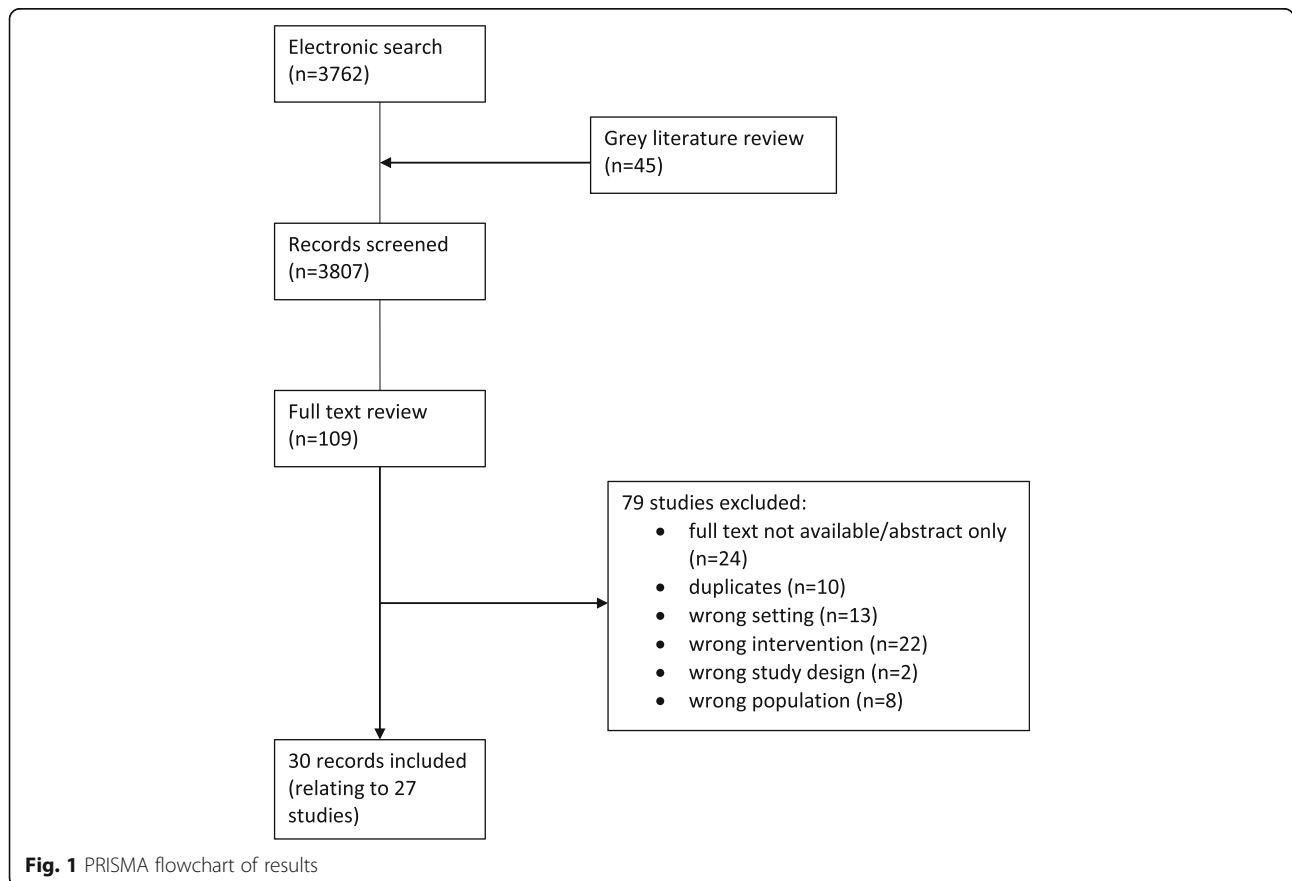 Electronic search
(n=3762)
Grey literature review
(n=45)
Records screened
(n=3807)
Full text review
(n=109)
79 studies excluded:
• full text not available/abstract only
(n=24)
• duplicates (n=10)
• wrong setting (n=13)
• wrong intervention (n=22)
• wrong study design (n=2)
• wrong population (n=8)
30 records included
(relating to 27
studies)
Fig. 1 PRISMA flowchart of results